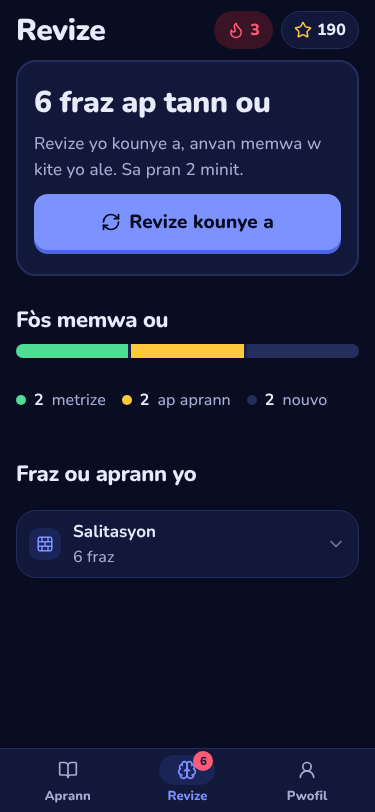 Revize
3
190
6 fraz ap tann ou
Revize yo kounye a, anvan memwa w
kite yo ale. Sa pran 2 minit.
Revize kounye a
Fòs memwa ou
2 metrize 2 ap aprann 2 nouvo
Fraz ou aprann yo
Salitasyon
6 fraz
6
Aprann Revize Pwofil